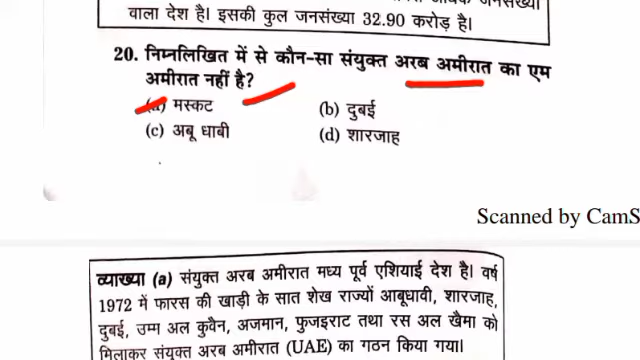 वाला देश है। इसकी कुल जनसंख्या 32.90 करोड़ है।
20. निम्नलिखित में से कौन-सा संयुक्त अरब अमीरात का एम
अमीरात नहीं है?
(a) मस्कट (b) दुबई
(c) अबू धाबी (d) शारजाह
Scanned by CamS
व्याख्या (a) संयुक्त अरब अमीरात मध्य पूर्व एशियाई देश है। वर्ष
1972 में फारस की खाड़ी के सात शेख राज्यों आबूधावी, शारजाह,
दुबई, उम्म अल कुवैन, अजमान, फुजइराट तथा रस अल खैमा को
मिलाकर संयुक्त अरब अमीरात (UAE) का गठन किया गया।